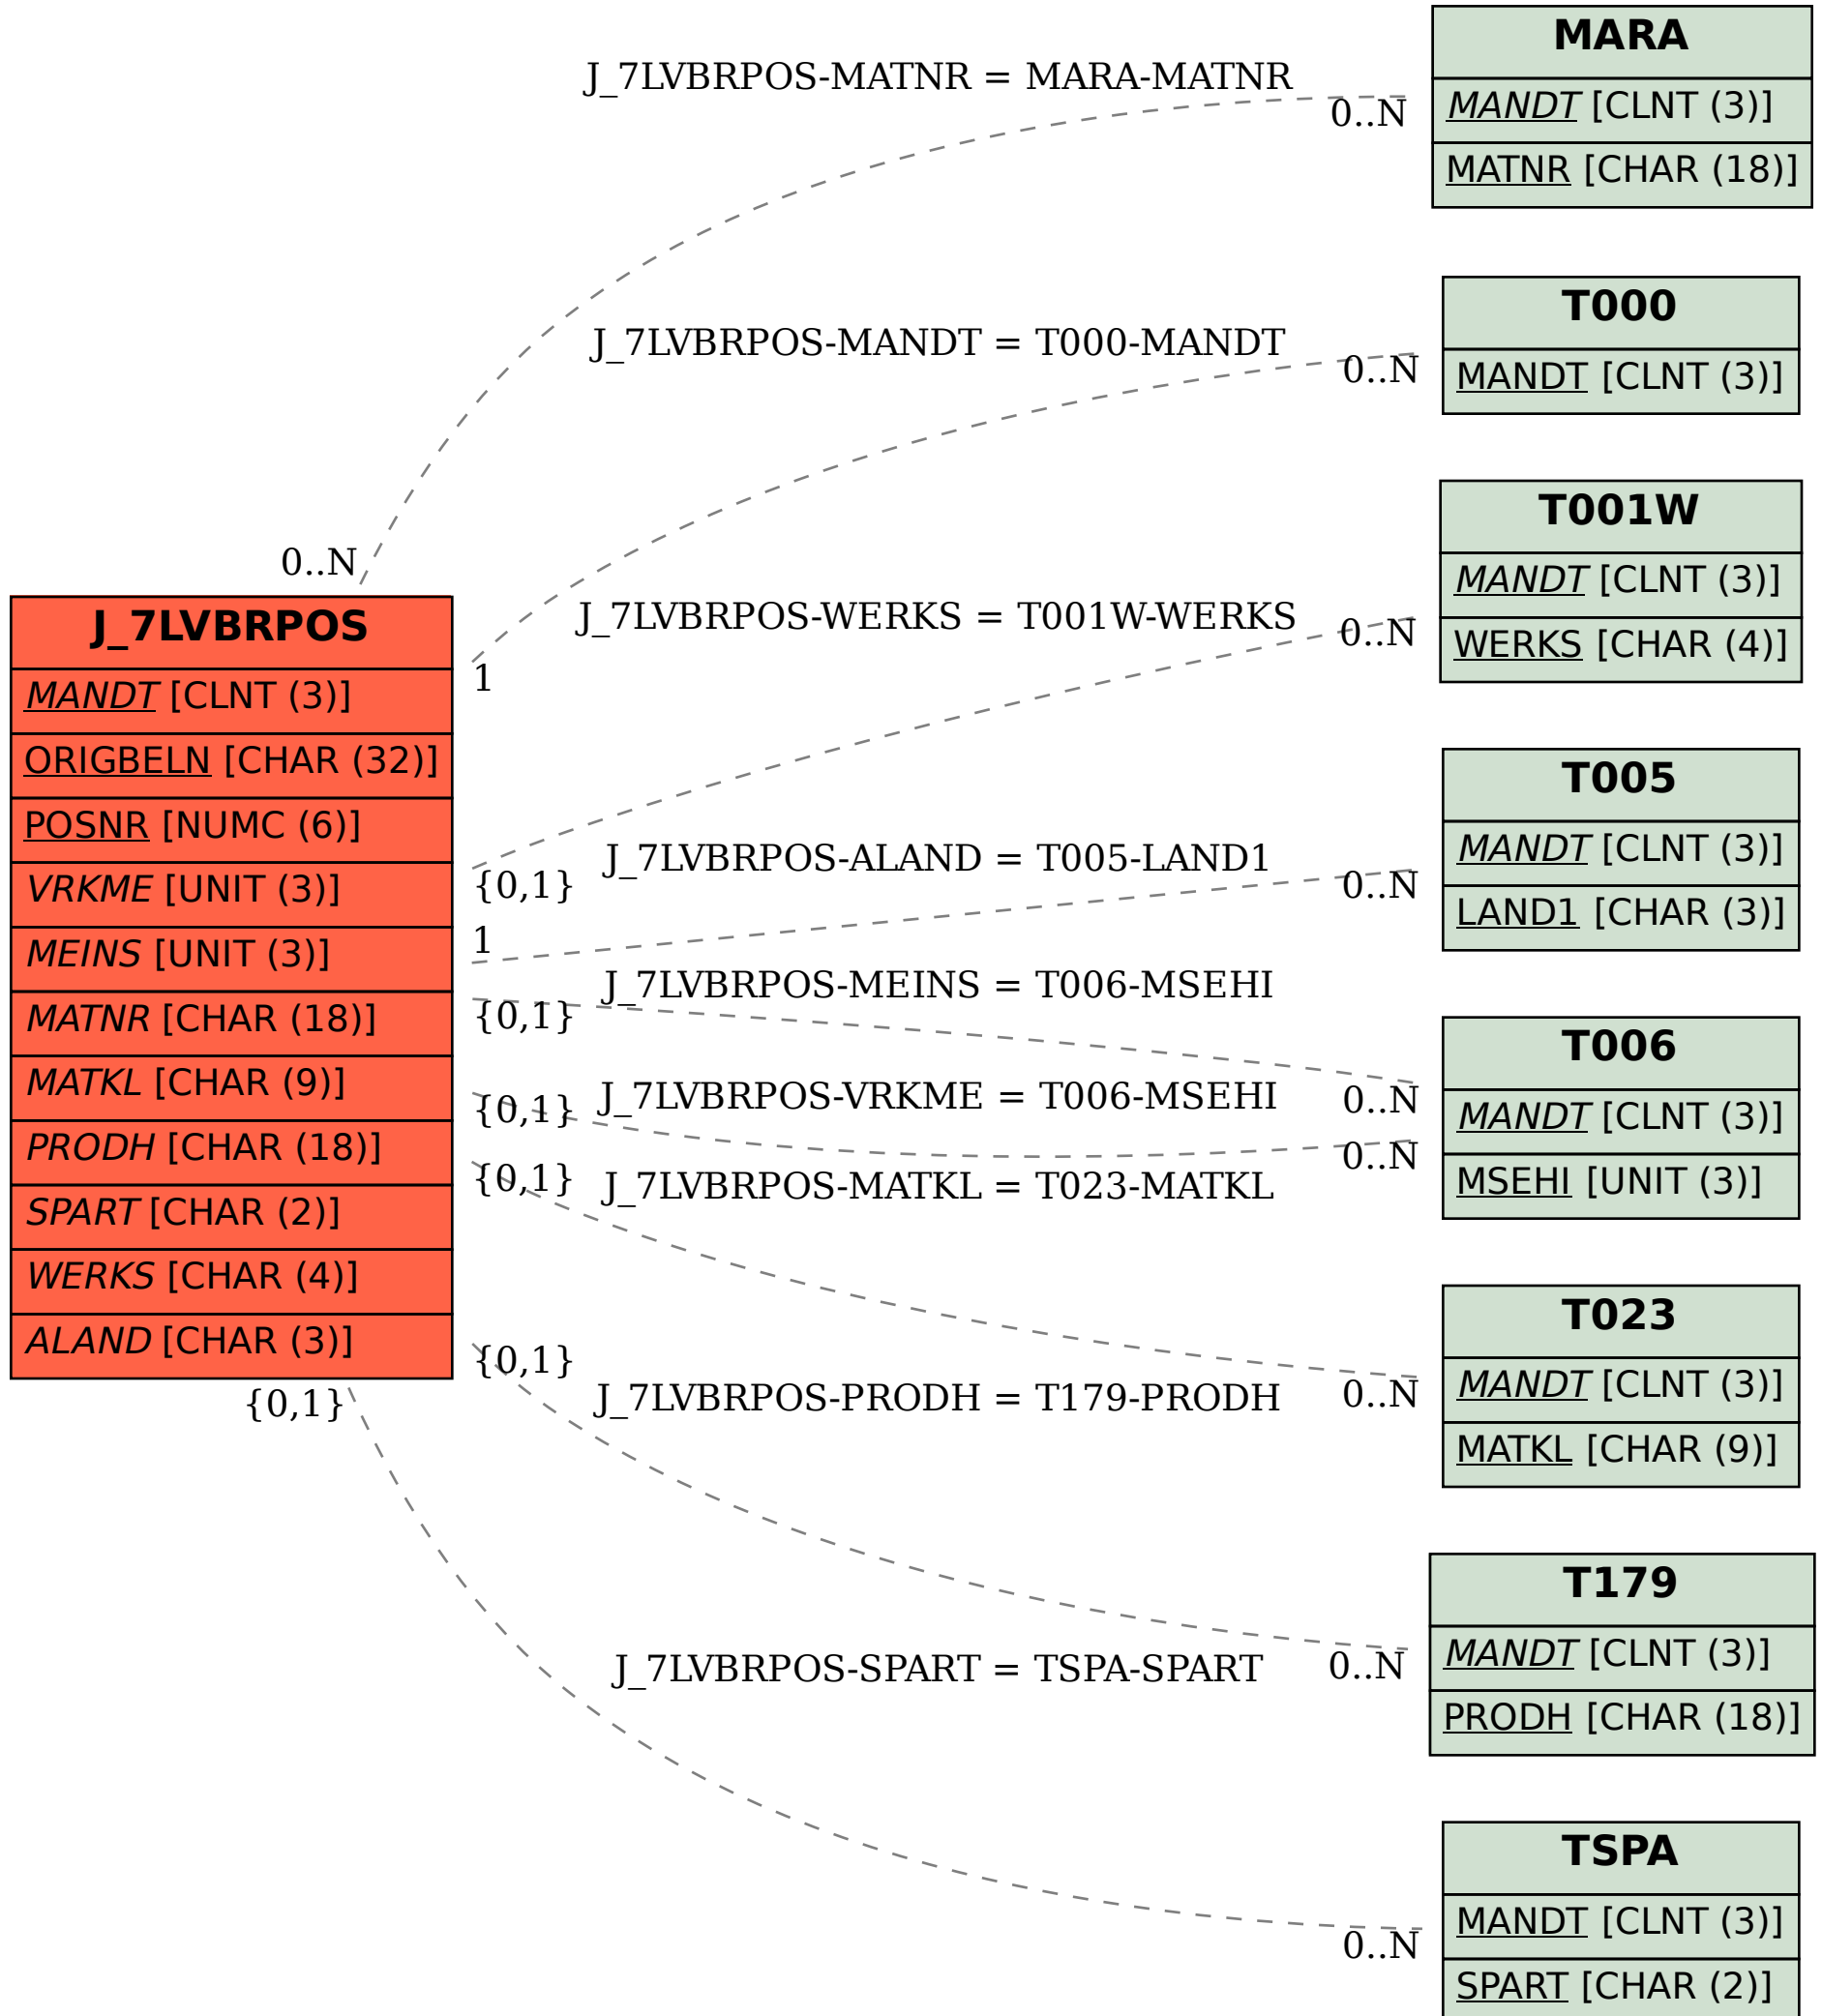 J_7LVBRPOS-MATNR = MARA-MATNR
0..N
0..N
J_7LVBRPOS-MANDT = T000-MANDT
0..N
1
J_7LVBRPOS-WERKS = T001W-WERKS
0..N
{0,1}
J_7LVBRPOS-ALAND = T005-LAND1
0..N
1
J_7LVBRPOS-MEINS = T006-MSEHI
{0,1}
0..N
J_7LVBRPOS-VRKME = T006-MSEHI
{0,1}
0..N
J_7LVBRPOS-MATKL = T023-MATKL
{0,1}
0..N
J_7LVBRPOS-PRODH = T179-PRODH
{0,1}
0..N
J_7LVBRPOS-SPART = TSPA-SPART
{0,1}
0..N
J_7LVBRPOS
MANDT [CLNT (3)]
ORIGBELN [CHAR (32)]
POSNR [NUMC (6)]
VRKME [UNIT (3)]
MEINS [UNIT (3)]
MATNR [CHAR (18)]
MATKL [CHAR (9)]
PRODH [CHAR (18)]
SPART [CHAR (2)]
WERKS [CHAR (4)]
ALAND [CHAR (3)]
MARA
MANDT [CLNT (3)]
MATNR [CHAR (18)]
T000
MANDT [CLNT (3)]
T001W
MANDT [CLNT (3)]
WERKS [CHAR (4)]
T005
MANDT [CLNT (3)]
LAND1 [CHAR (3)]
T006
MANDT [CLNT (3)]
MSEHI [UNIT (3)]
T023
MANDT [CLNT (3)]
MATKL [CHAR (9)]
T179
MANDT [CLNT (3)]
PRODH [CHAR (18)]
TSPA
MANDT [CLNT (3)]
SPART [CHAR (2)]